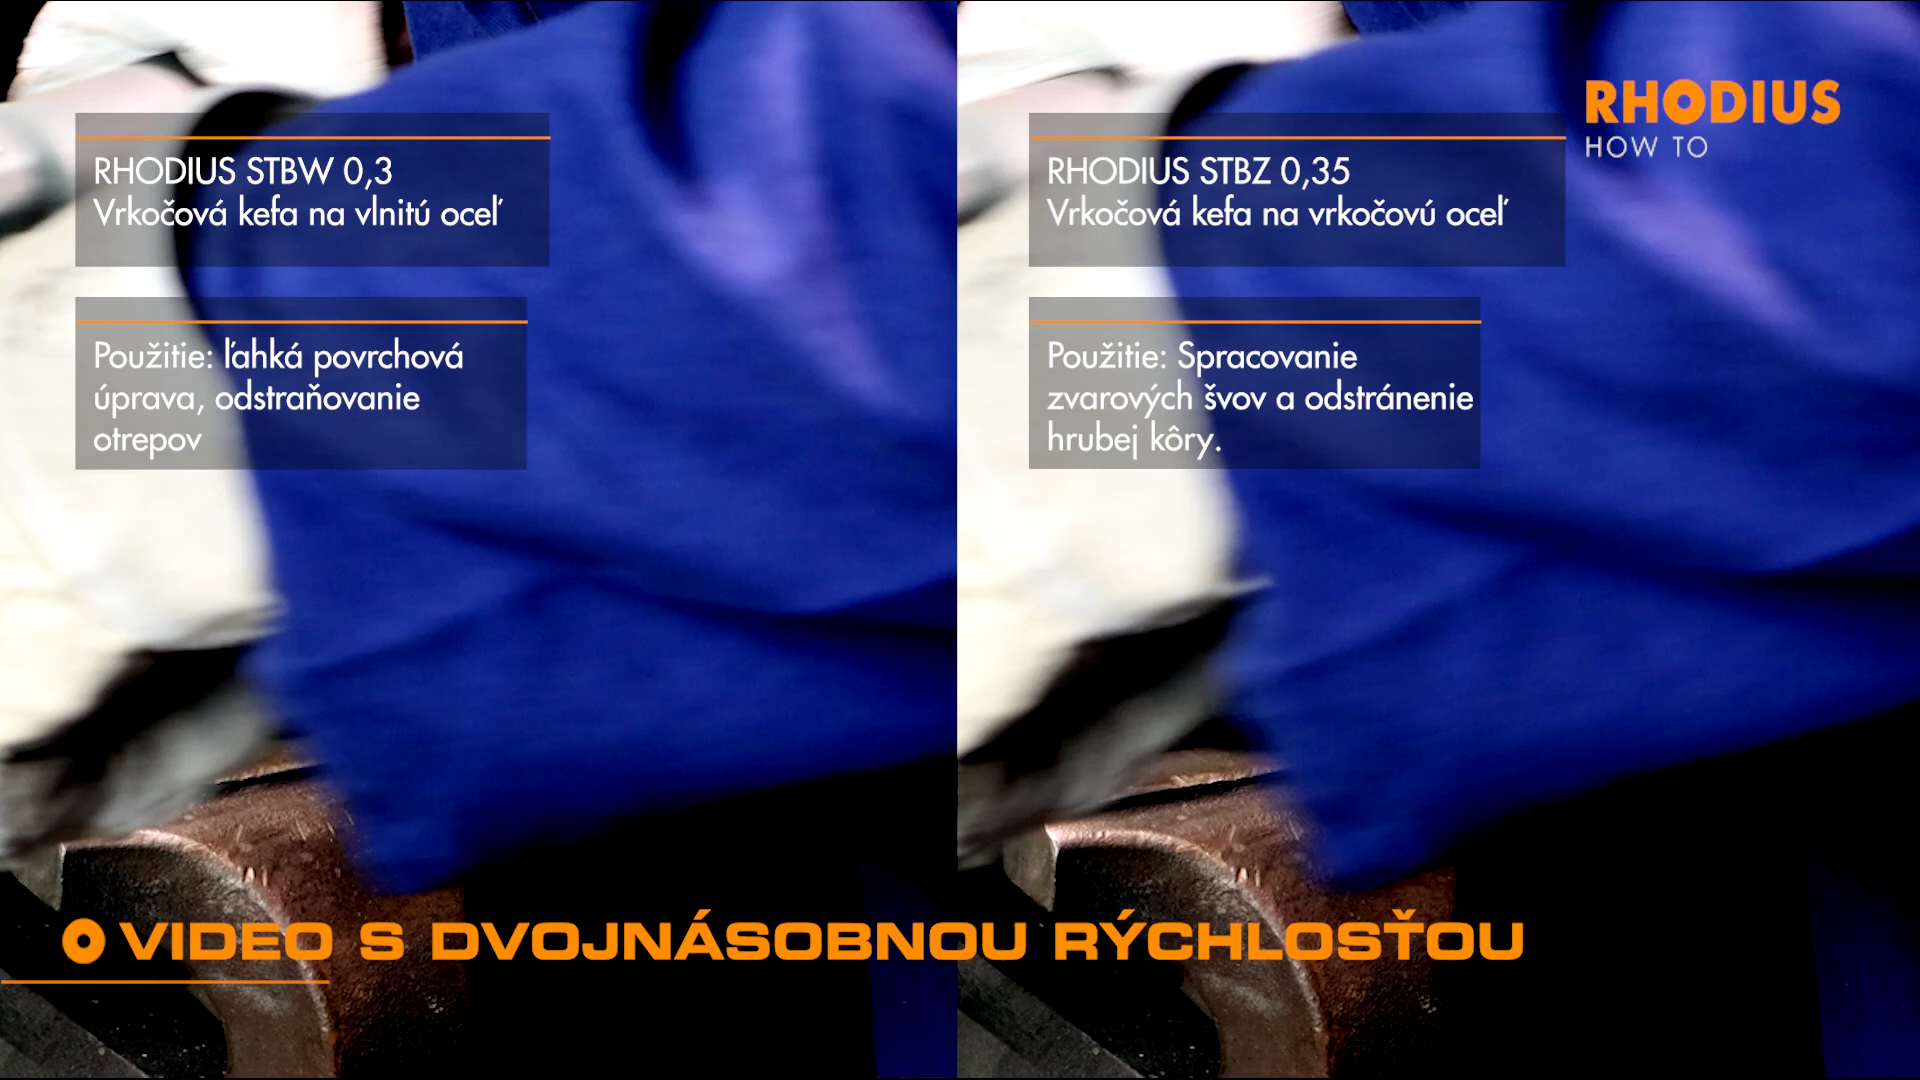 RHODIUS STBW 0,3
Vrkočová kefa na vlnitú oceľ
Použitie: ľahká povrchová
úprava, odstraňovanie
otrepov
RHODIUS STBZ 0,35
Vrkočová kefa na vrkočovú oceľ
Použitie: Spracovanie
zvarových švov a odstránenie
hrubej kôry.
RHODIUS
HOW TO
VIDEO S DVOJNÁSOBNOU RÝCHLOSŤOU